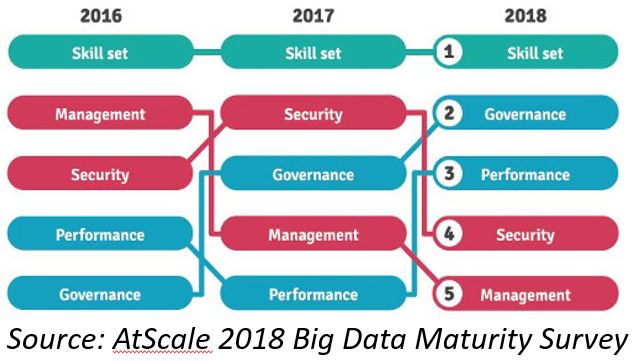 2016 2017 2018
Skill set Skill set 1 Skill set
Management Security 2 Governance
Security Governance 3 Performance
Performance Management 4 Security
Governance Performance 5 Management
Source: AtScale 2018 Big Data Maturity Survey